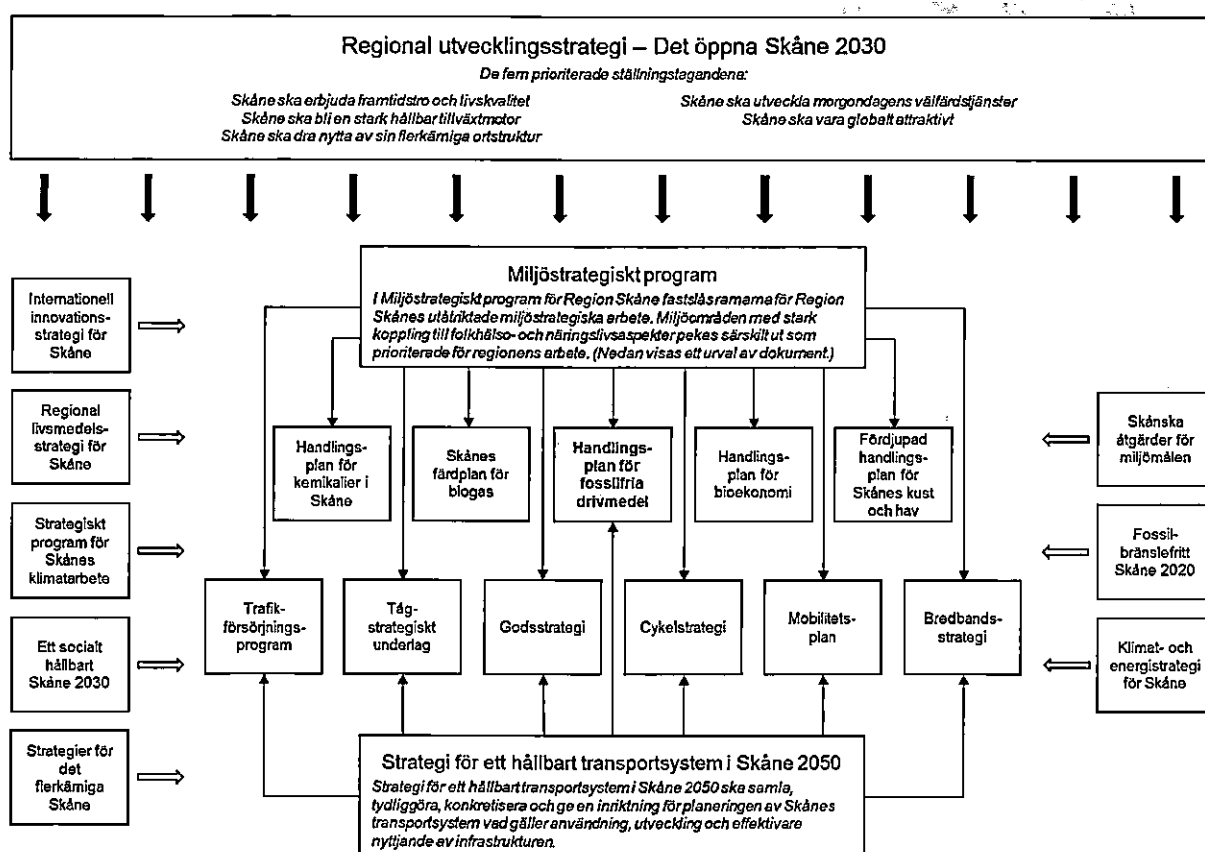 Regional utvecklingsstrategi – Det öppna Skåne 2030
De fem prioriterade ställningstagandena:
Skåne ska erbjuda framtidstro och livskvalitet
Skåne ska bli en stark hållbar tillväxtmotor
Skåne ska dra nytta av sin flerkärniga ortstruktur
Skåne ska utveckla morgondagens välfärdstjänster
Skåne ska vara globalt attraktivt
Internationell
innovations-
strategi för
Skåne
Regional
livsmedels-
strategi för
Skåne
Strategiskt
program för
Skånes
klimatarbete
Ett socialt
hållbart
Skåne 2030
Strategier för
det
flerkärniga
Skåne
Miljöstrategiskt program
I Miljöstrategiskt program för Region Skåne fastslås ramarna för Region
Skånes utåtriktade miljöstrategiska arbete. Miljöområden med stark
koppling till folkhälso- och näringslivsaspekter pekas särskilt ut som
prioriterade för regionens arbete. (Nedan visas ett urval av dokument.)
Handlings-
plan för
kemikalier i
Skåne
Skånes
färdplan för
biogas
Handlings-
plan för
fossilfria
drivmedel
Handlings-
plan för
bioekonomi
Fördjupad
handlings-
plan för
Skånes kust
och hav
Trafik-
försörjnings-
program
Tåg-
strategiskt
underlag
Godsstrategi
Cykelstrategi
Mobilitets-
plan
Bredbands-
strategi
Strategi för ett hållbart transportsystem i Skåne 2050
Strategi för ett hållbart transportsystem i Skåne 2050 ska samla,
tydliggöra, konkretisera och ge en inriktning för planeringen av Skånes
transportsystem vad gäller användning, utveckling och effektivare
nyttjande av infrastrukturen.
Skånska
åtgärder för
miljömålen
Fossil-
bränslefritt
Skåne 2020
Klimat- och
energistrategi
för Skåne